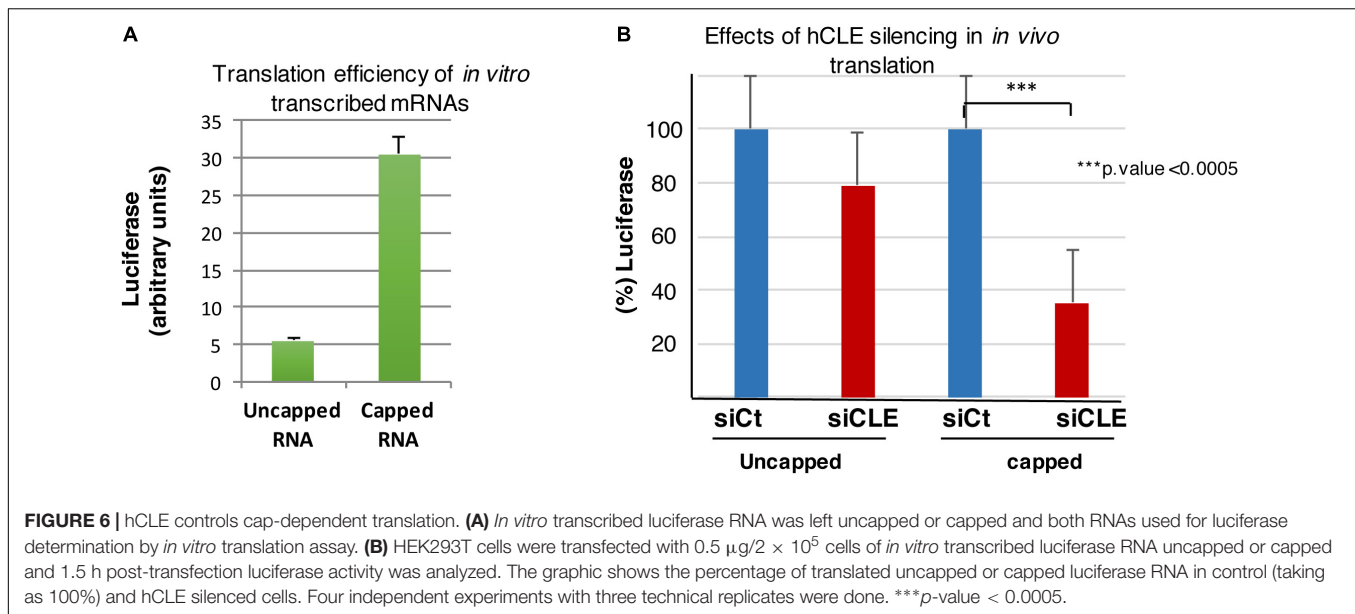 A
Translation efficiency of in vitro
transcribed mRNAs
Luciferase
(arbitrary units)
35
30
25
20
15
10
5
0
Uncapped
RNA
Capped
RNA
B
Effects of hCLE silencing in in vivo
translation
(%) Luciferase
100
80
60
40
20
***
***p.value <0.0005
siCt
siCLE
siCt
siCLE
Uncapped
capped
FIGURE 6 | hCLE controls cap-dependent translation. (A) In vitro transcribed luciferase RNA was left uncapped or capped and both RNAs used for luciferase
determination by in vitro translation assay. (B) HEK293T cells were transfected with 0.5 μg/2 × 10⁵ cells of in vitro transcribed luciferase RNA uncapped or capped
and 1.5 h post-transfection luciferase activity was analyzed. The graphic shows the percentage of translated uncapped or capped luciferase RNA in control (taking
as 100%) and hCLE silenced cells. Four independent experiments with three technical replicates were done. ***p-value < 0.0005.